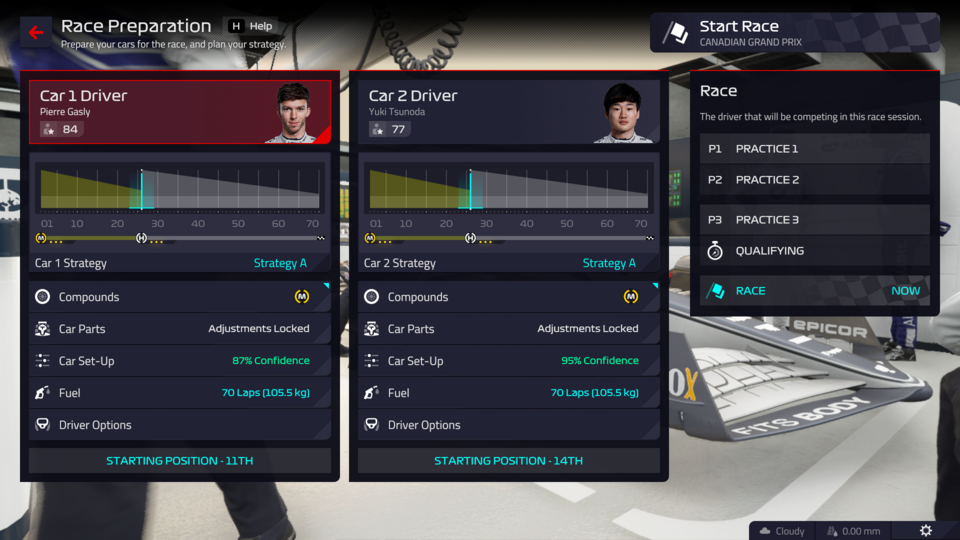 Race Preparation
H Help
Prepare your cars for the race, and plan your strategy.
Start Race
CANADIAN GRAND PRIX
Car 1 Driver
Pierre Gasly
84
01 10 20 30 40 50 60 70
M H
Car 1 Strategy Strategy A
Compounds M
Car Parts Adjustments Locked
Car Set-Up 87% Confidence
Fuel 70 Laps (105.5 kg)
Driver Options
STARTING POSITION - 11TH
Car 2 Driver
Yuki Tsunoda
77
01 10 20 30 40 50 60 70
M H
Car 2 Strategy Strategy A
Compounds M
Car Parts Adjustments Locked
Car Set-Up 95% Confidence
Fuel 70 Laps (105.5 kg)
Driver Options
STARTING POSITION - 14TH
Race
The driver that will be competing in this race session.
P1 PRACTICE 1
P2 PRACTICE 2
P3 PRACTICE 3
QUALIFYING
RACE NOW
EPICOR
FITS BODY
Cloudy
0.00 mm